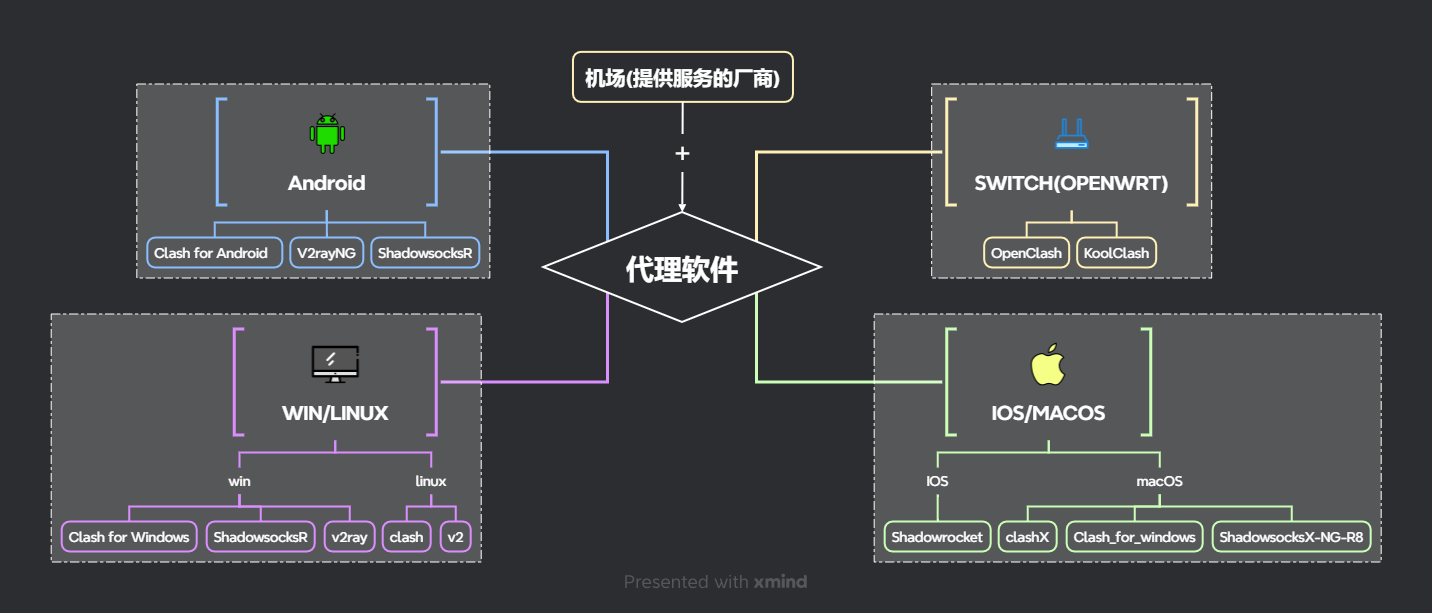 机场(提供服务的厂商)
+
代理软件
Android
Clash for Android
V2rayNG
ShadowsocksR
SWITCH(OPENWRT)
OpenClash
KoolClash
WIN/LINUX
win
linux
Clash for Windows
ShadowsocksR
v2ray
clash
v2
IOS/MACOS
IOS
macOS
Shadowrocket
clashX
Clash_for_windows
ShadowsocksX-NG-R8
Presented with xmind